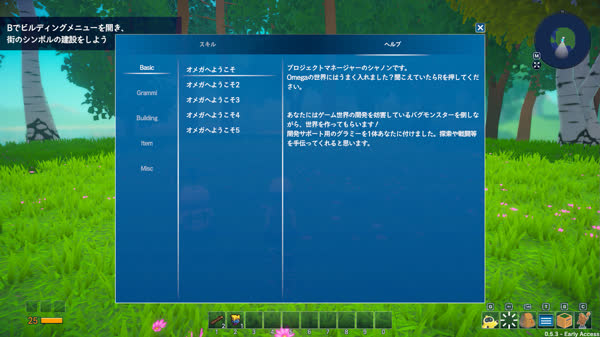 Bでビルディングメニューを開き、
街のシンボルの建設をしよう
スキル
ヘルプ
Basic
Grammi
Building
Item
Misc
オメガへようこそ
オメガへようこそ2
オメガへようこそ3
オメガへようこそ4
オメガへようこそ5
プロジェクトマネージャーのシャノンです。
Omegaの世界にはうまく入れました？聞こえていたらRを押してくだ
さい。
あなたにはゲーム世界の開発を妨害しているバグモンスターを倒しな
がら、世界を作ってもらいます！
開発サポート用のグラミーを1体あなたに付けました。探索や戦闘等
を手伝ってくれると思います。
M
29
1 2 3 4 5 6 7 8 9 0
0.5.3 - Early Access